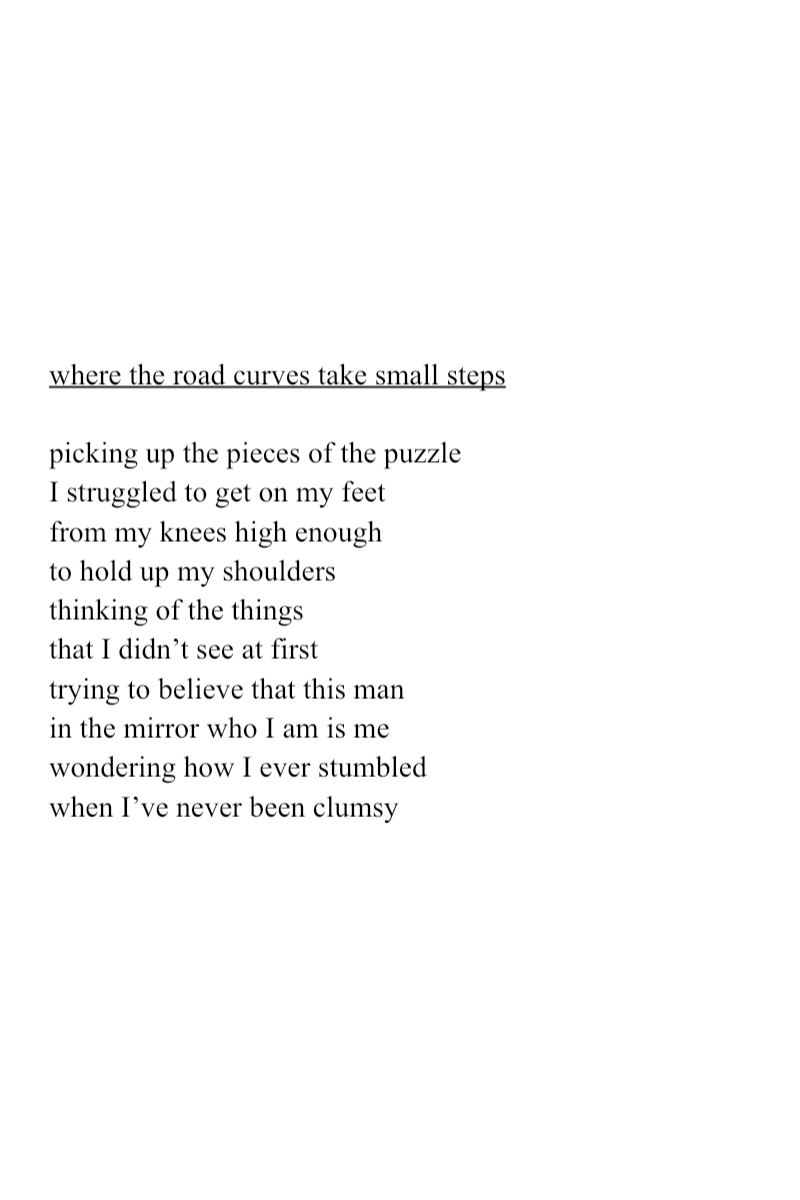 where the road curves take small steps
picking up the pieces of the puzzle
I struggled to get on my feet
from my knees high enough
to hold up my shoulders
thinking of the things
that I didn’t see at first
trying to believe that this man
in the mirror who I am is me
wondering how I ever stumbled
when I’ve never been clumsy